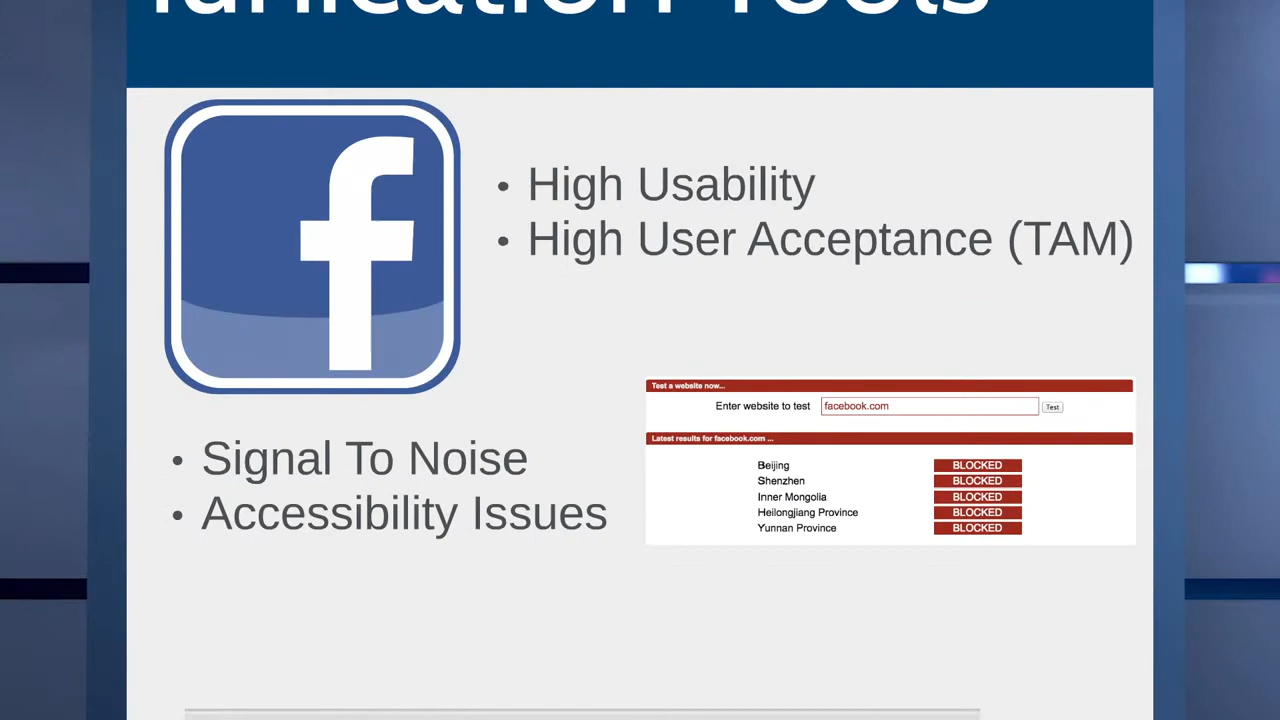 Tools
• High Usability
• High User Acceptance (TAM)
• Signal To Noise
• Accessibility Issues
Test a website now...
Enter website to test facebook.com Test
Latest results for facebook.com ...
Beijing BLOCKED
Shenzhen BLOCKED
Inner Mongolia BLOCKED
Heilongjiang Province BLOCKED
Yunnan Province BLOCKED